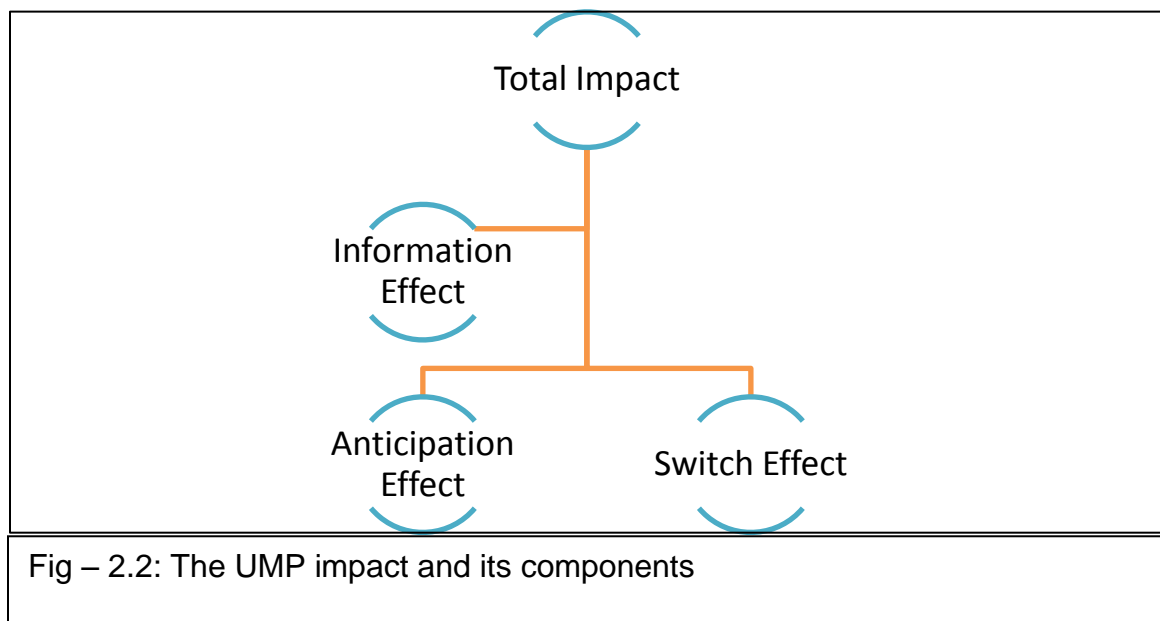 Total Impact
Information
Effect
Anticipation
Effect
Switch Effect
Fig – 2.2: The UMP impact and its components